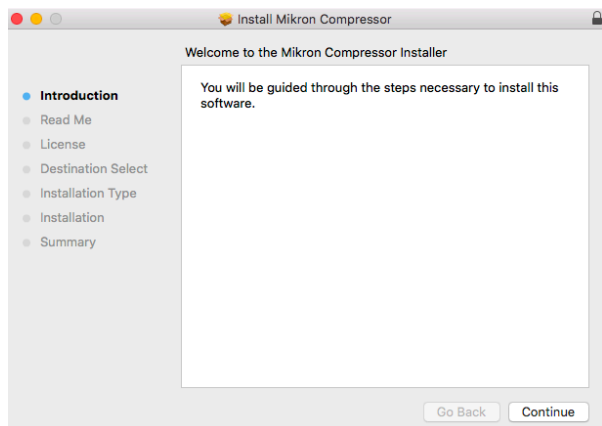 Install Mikron Compressor
Welcome to the Mikron Compressor Installer
Introduction
Read Me
License
Destination Select
Installation Type
Installation
Summary
You will be guided through the steps necessary to install this
software.
Go Back
Continue